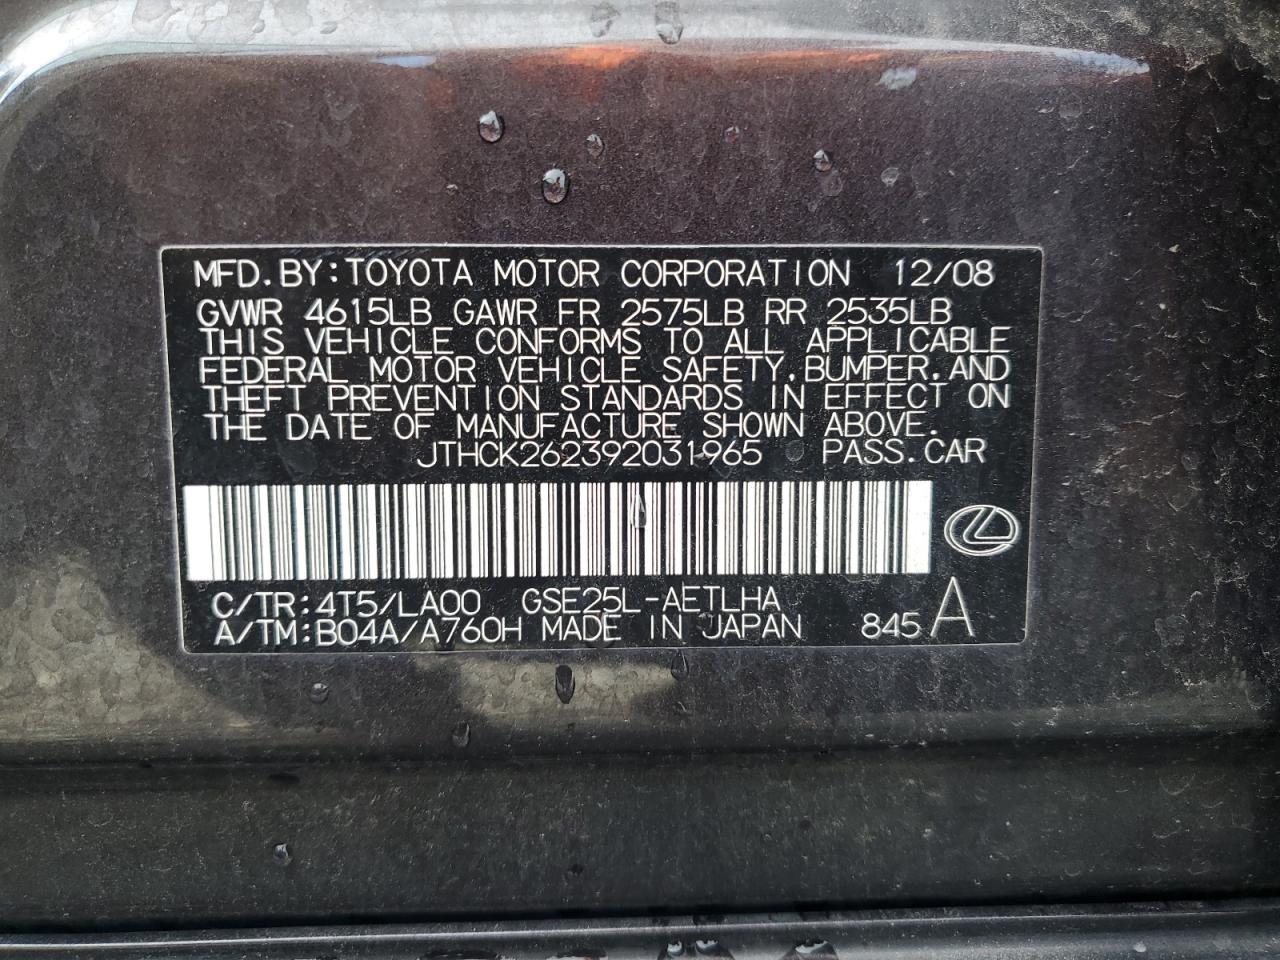 MFD.BY:TOYOTA MOTOR CORPORATION 12/08
GVWR 4615LB GAWR FR 2575LB RR 2535LB
THIS VEHICLE CONFORMS TO ALL APPLICABLE
FEDERAL MOTOR VEHICLE SAFETY,BUMPER,AND
THEFT PREVENTION STANDARDS IN EFFECT ON
THE DATE OF MANUFACTURE SHOWN ABOVE.
JTHCK262392031965 PASS.CAR
C/TR:4T5/LA00 GSE25L-AETLHA
A/TM:B04A/A760H MADE IN JAPAN 845 A